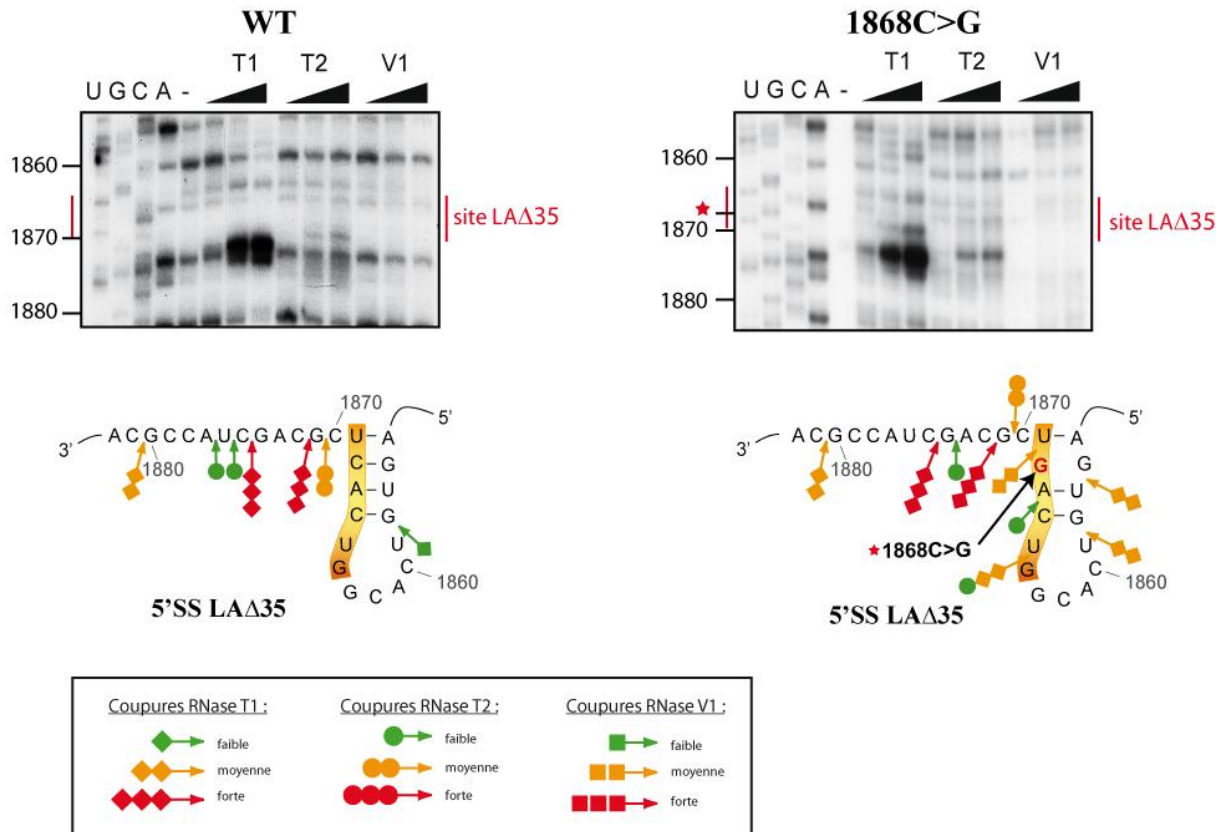 WT
T1 T2 V1
U G C A -
1860
1870
1880
site LAΔ35
1868C>G
T1 T2 V1
U G C A -
1860
1870
1880
site LAΔ35
1870
5’
3’ ACGCCAUCGACGCU A
1880
C G
A U
C G
U U
G C
G C A
1860
5’SS LAΔ35
1870
5’
3’ ACGCCAUCGACGCU A
1880
G G
A U
C G
U U
G C
G C A
1860
1868C>G
5’SS LAΔ35
Coupures RNase T1 :
faible
moyenne
forte
Coupures RNase T2 :
faible
moyenne
forte
Coupures RNase V1 :
faible
moyenne
forte